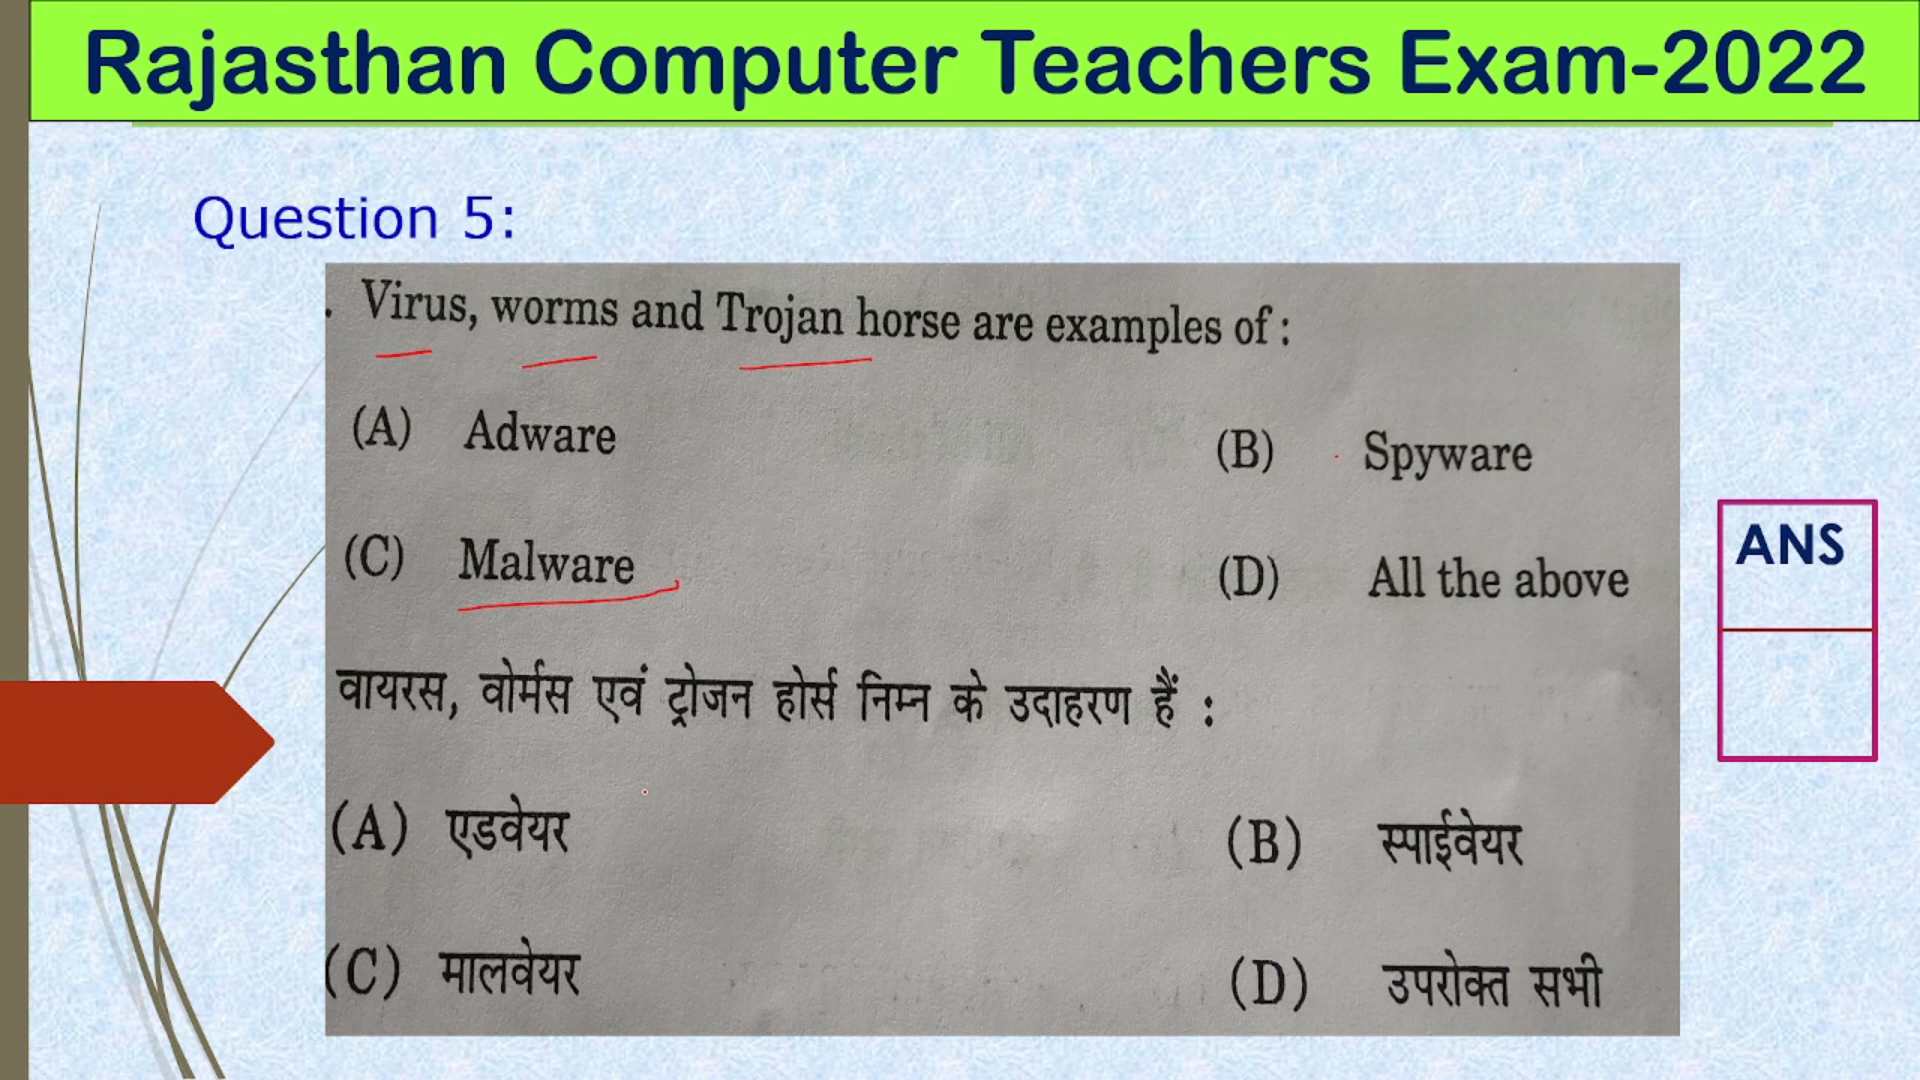 Rajasthan Computer Teachers Exam-2022
Question 5:
. Virus, worms and Trojan horse are examples of :
(A) Adware (B) Spyware
(C) Malware (D) All the above
वायरस, वोर्मस एवं ट्रोजन होर्स निम्न के उदाहरण हैं :
(A) एडवेयर (B) स्पाईवेयर
(C) मालवेयर (D) उपरोक्त सभी
ANS